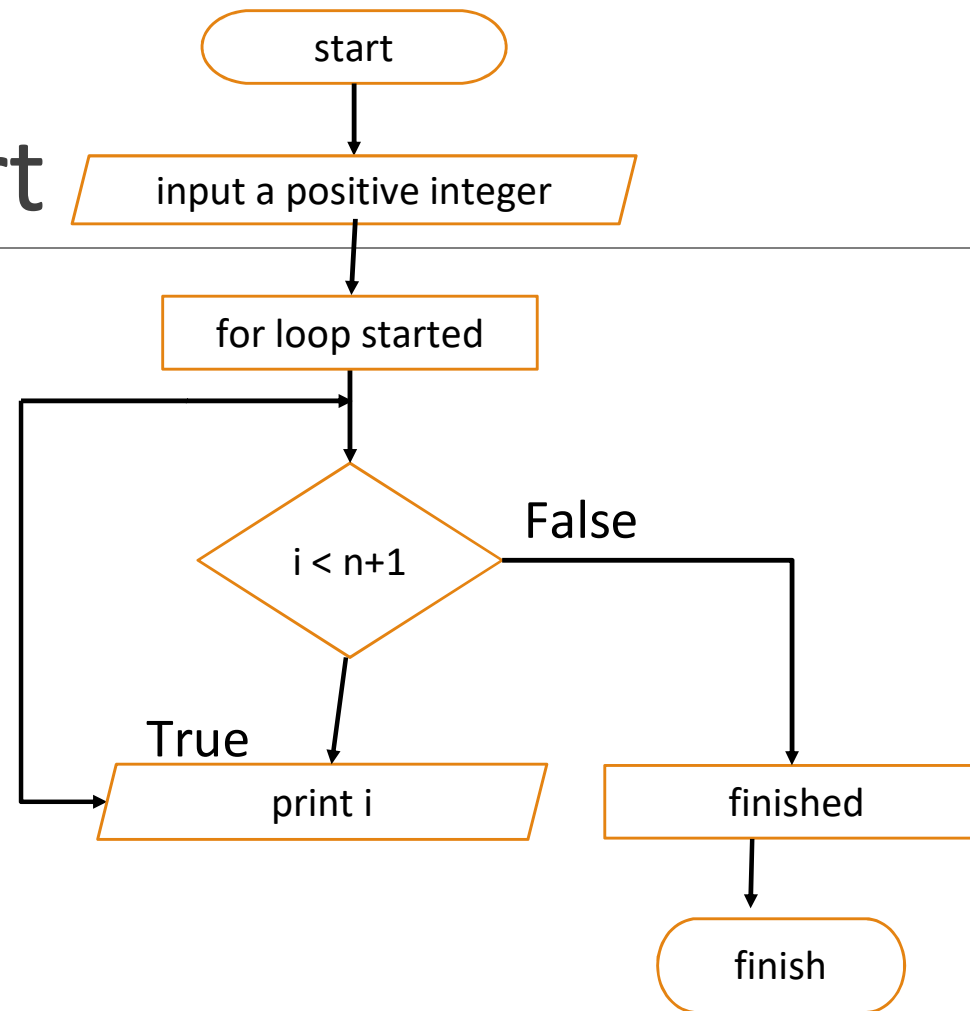 start
rt
input a positive integer
for loop started
i < n+1
False
True
print i
finished
finish